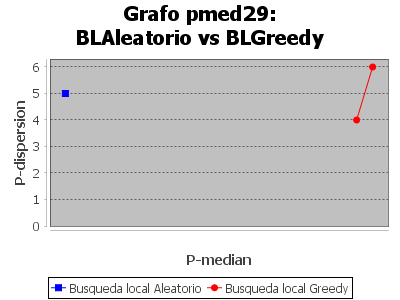 Grafo pmed29:
BLAleatorio vs BLGreedy
P-dispersion
6
5
4
3
2
1
0
P-median
Busqueda local Aleatorio
Busqueda local Greedy